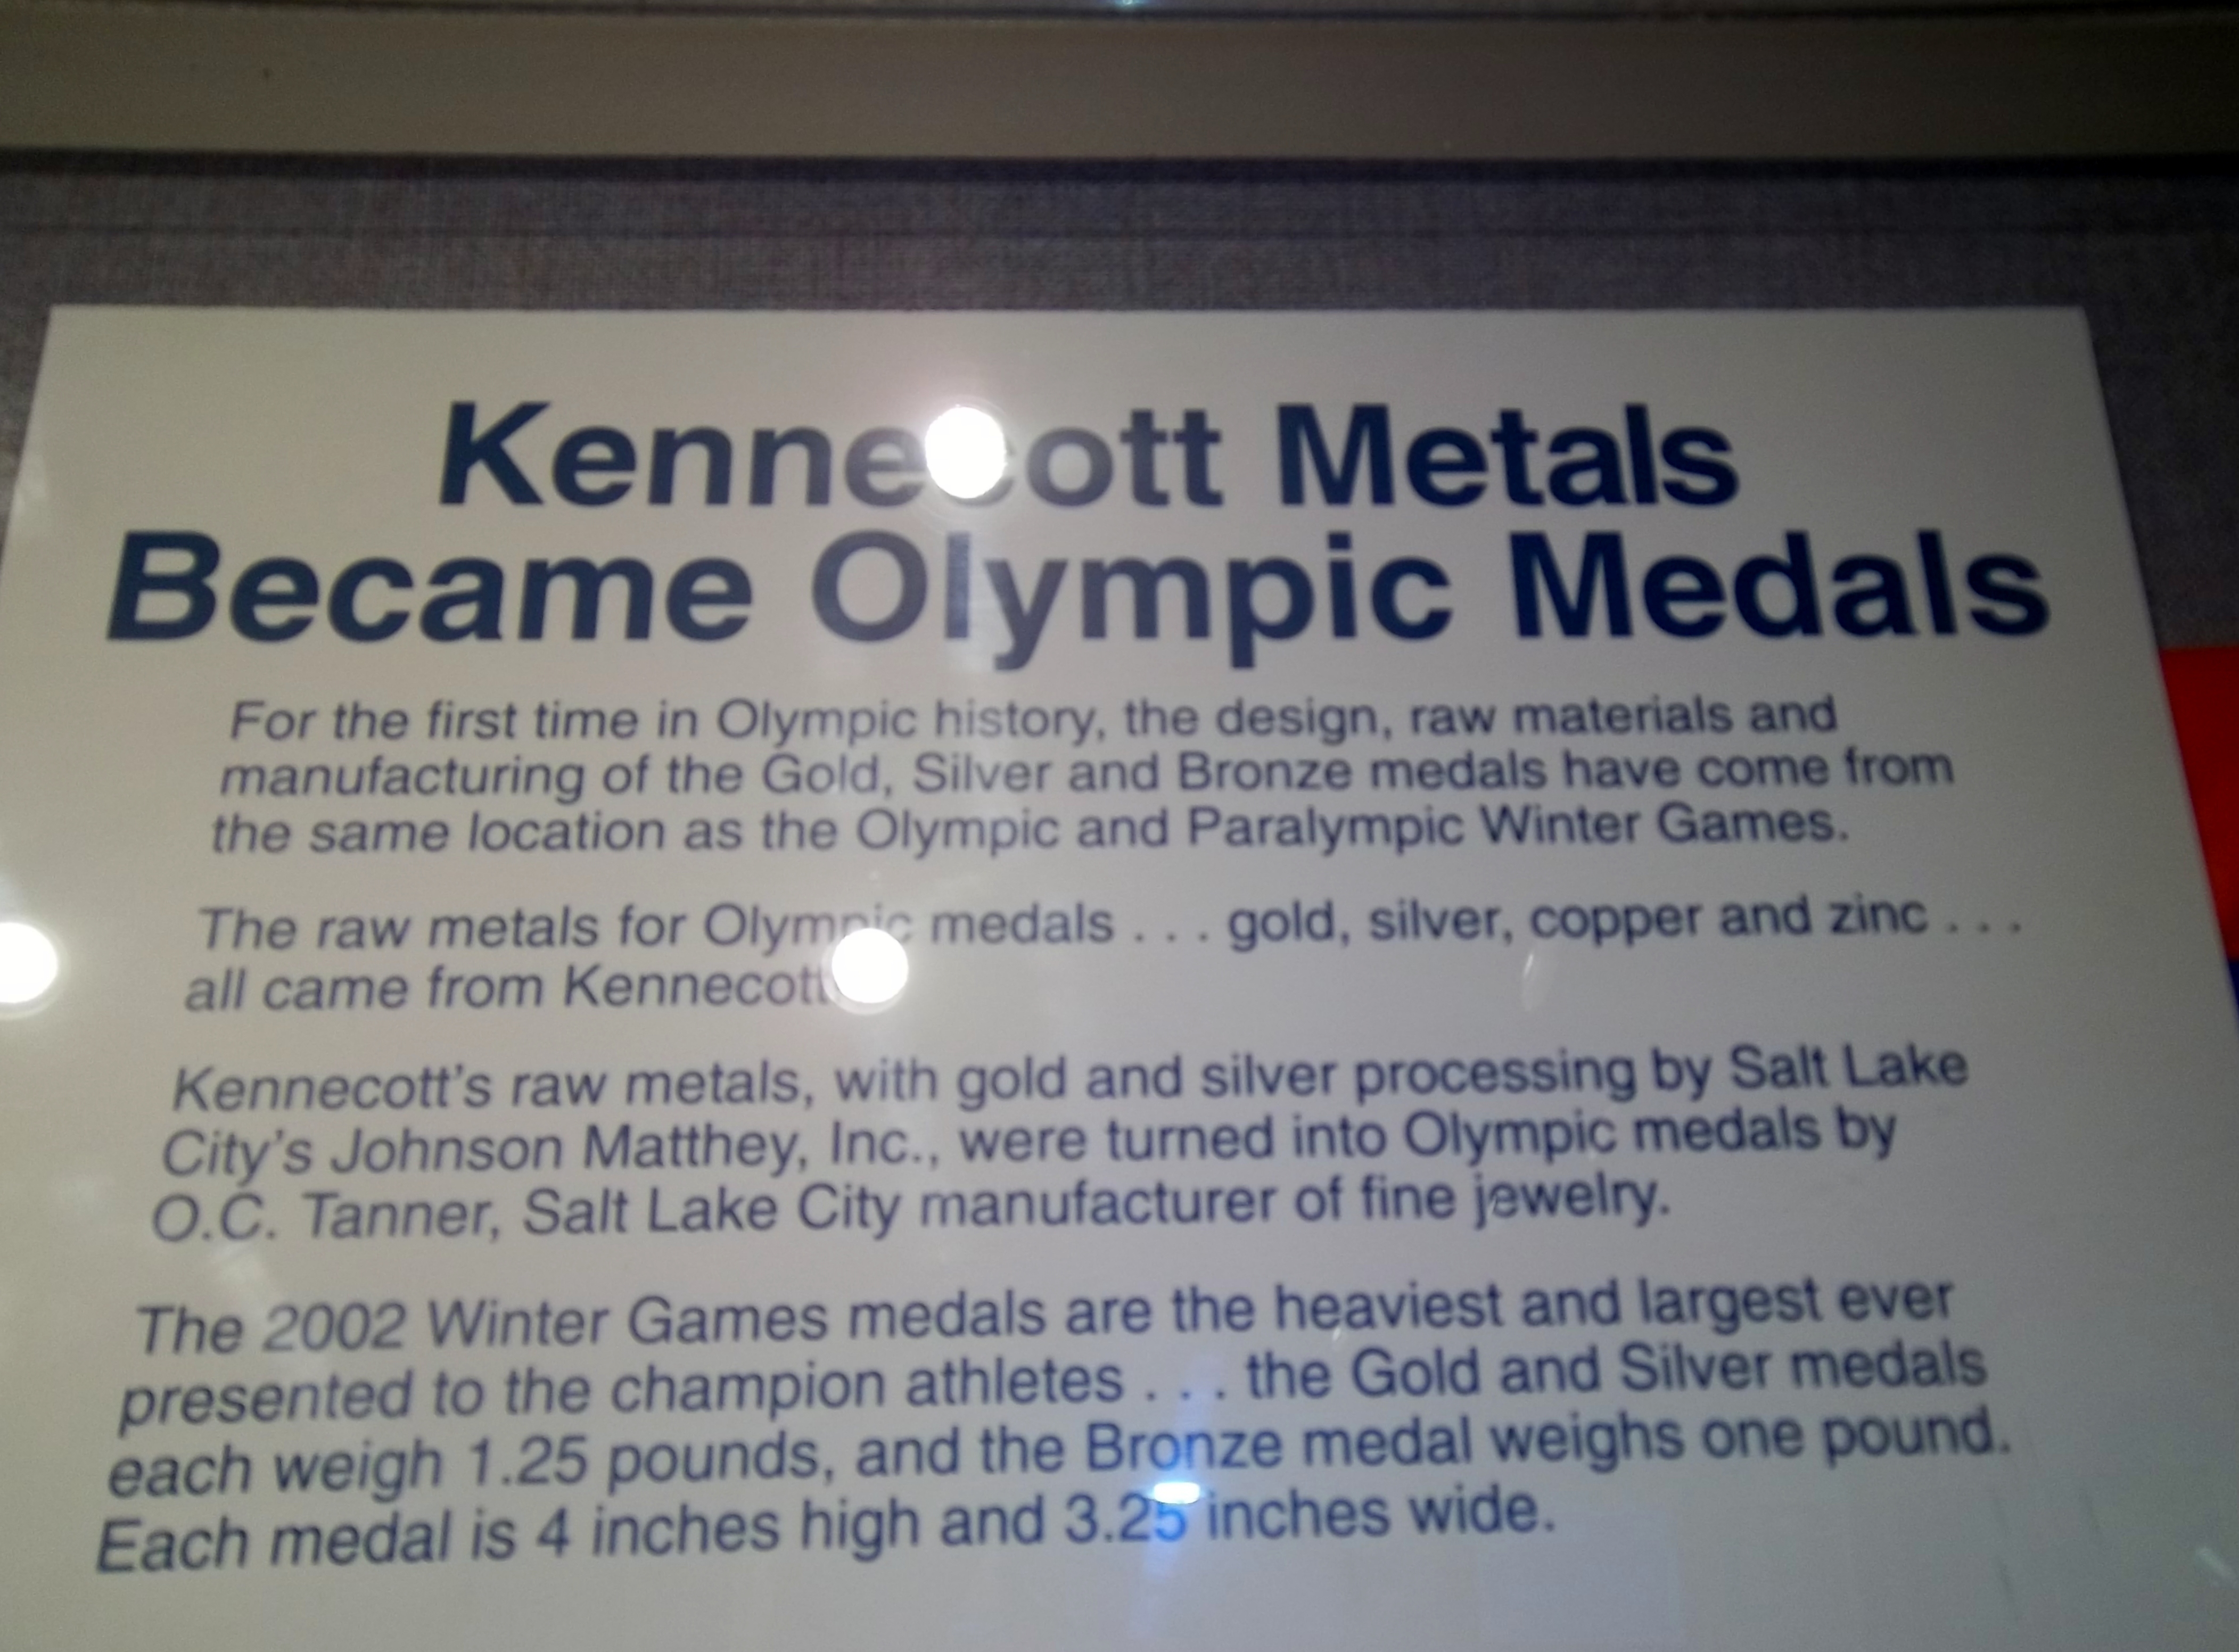 Kennecott Metals
Became Olympic Medals
For the first time in Olympic history, the design, raw materials and
manufacturing of the Gold, Silver and Bronze medals have come from
the same location as the Olympic and Paralympic Winter Games.
The raw metals for Olympic medals . . . gold, silver, copper and zinc . . .
all came from Kennecott
Kennecott's raw metals, with gold and silver processing by Salt Lake
City's Johnson Matthey, Inc., were turned into Olympic medals by
O.C. Tanner, Salt Lake City manufacturer of fine jewelry.
The 2002 Winter Games medals are the heaviest and largest ever
presented to the champion athletes . . . the Gold and Silver medals
each weigh 1.25 pounds, and the Bronze medal weighs one pound.
Each medal is 4 inches high and 3.25 inches wide.